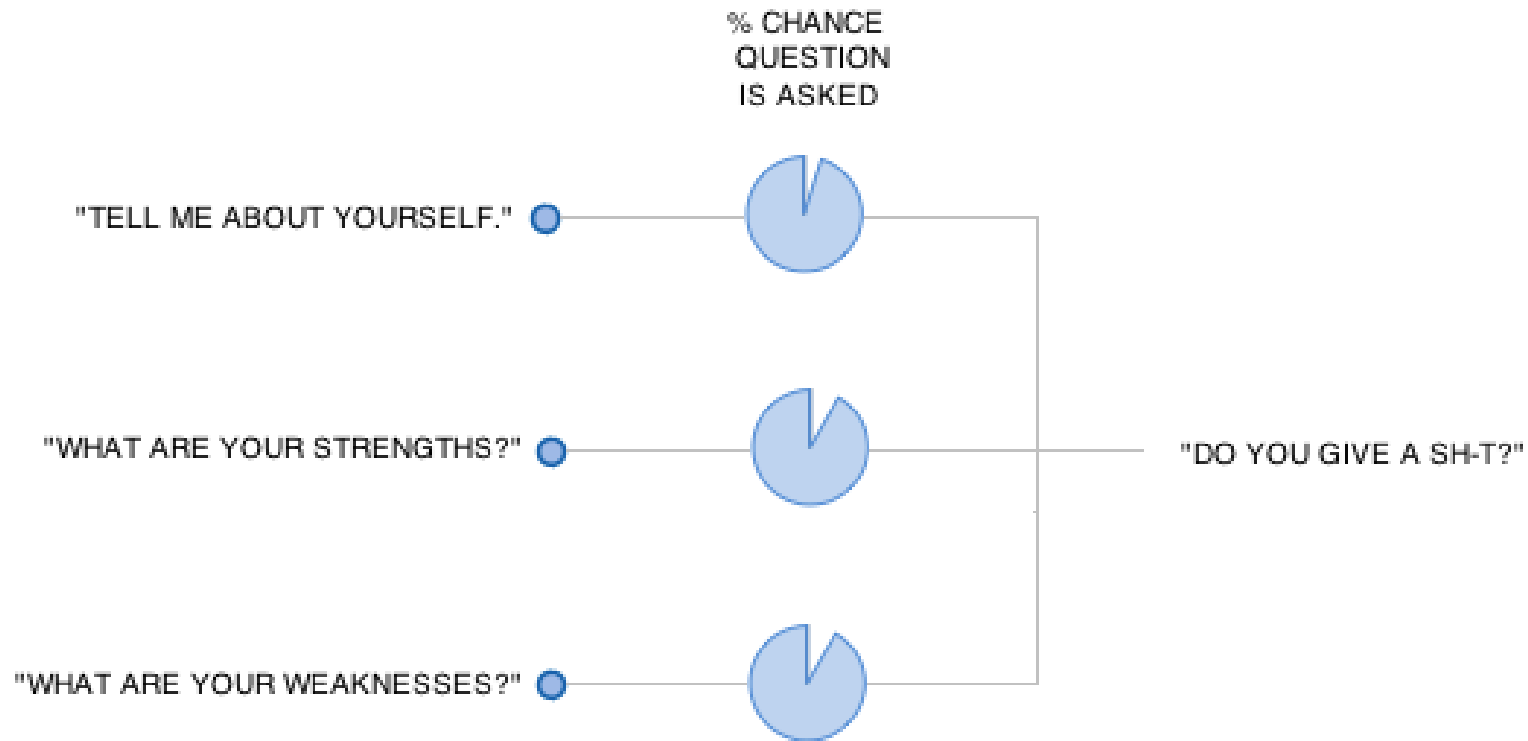 % CHANCE
QUESTION
IS ASKED
"TELL ME ABOUT YOURSELF."
"WHAT ARE YOUR STRENGTHS?"
"DO YOU GIVE A SH-T?"
"WHAT ARE YOUR WEAKNESSES?"